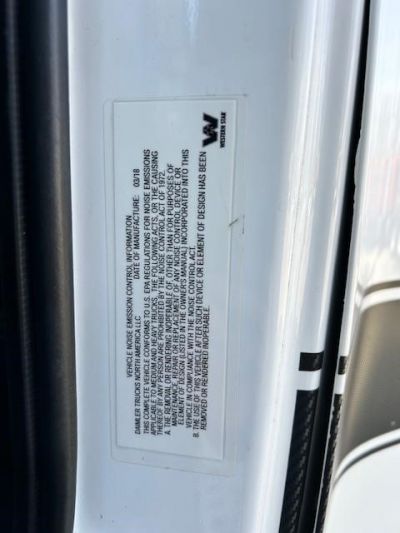 VEHICLE NOISE EMISSION CONTROL INFORMATION
DAIMLER TRUCKS NORTH AMERICA LLC DATE OF MANUFACTURE: 03/18
THIS COMPLETE VEHICLE CONFORMS TO U.S. EPA REGULATIONS FOR NOISE EMISSIONS
APPLICABLE TO MEDIUM AND HEAVY TRUCKS. THE FOLLOWING ACTS, OR THE CAUSING
THEREOF BY ANY PERSON ARE PROHIBITED BY THE NOISE CONTROL ACT OF 1972.
A. THE REMOVAL OR RENDERING INOPERABLE OF OTHER THAN FOR PURPOSES OF
MAINTENANCE, REPAIR OR REPLACEMENT OF ANY NOISE CONTROL DEVICE OR
ELEMENT OF DESIGN (LISTED IN THE OWNER'S MANUAL) INCORPORATED INTO THIS
VEHICLE IN COMPLIANCE WITH THE NOISE CONTROL ACT.
B. THE USE OF THIS VEHICLE AFTER SUCH DEVICE OR ELEMENT OF DESIGN HAS BEEN
REMOVED OR RENDERED INOPERABLE.
WESTERN STAR